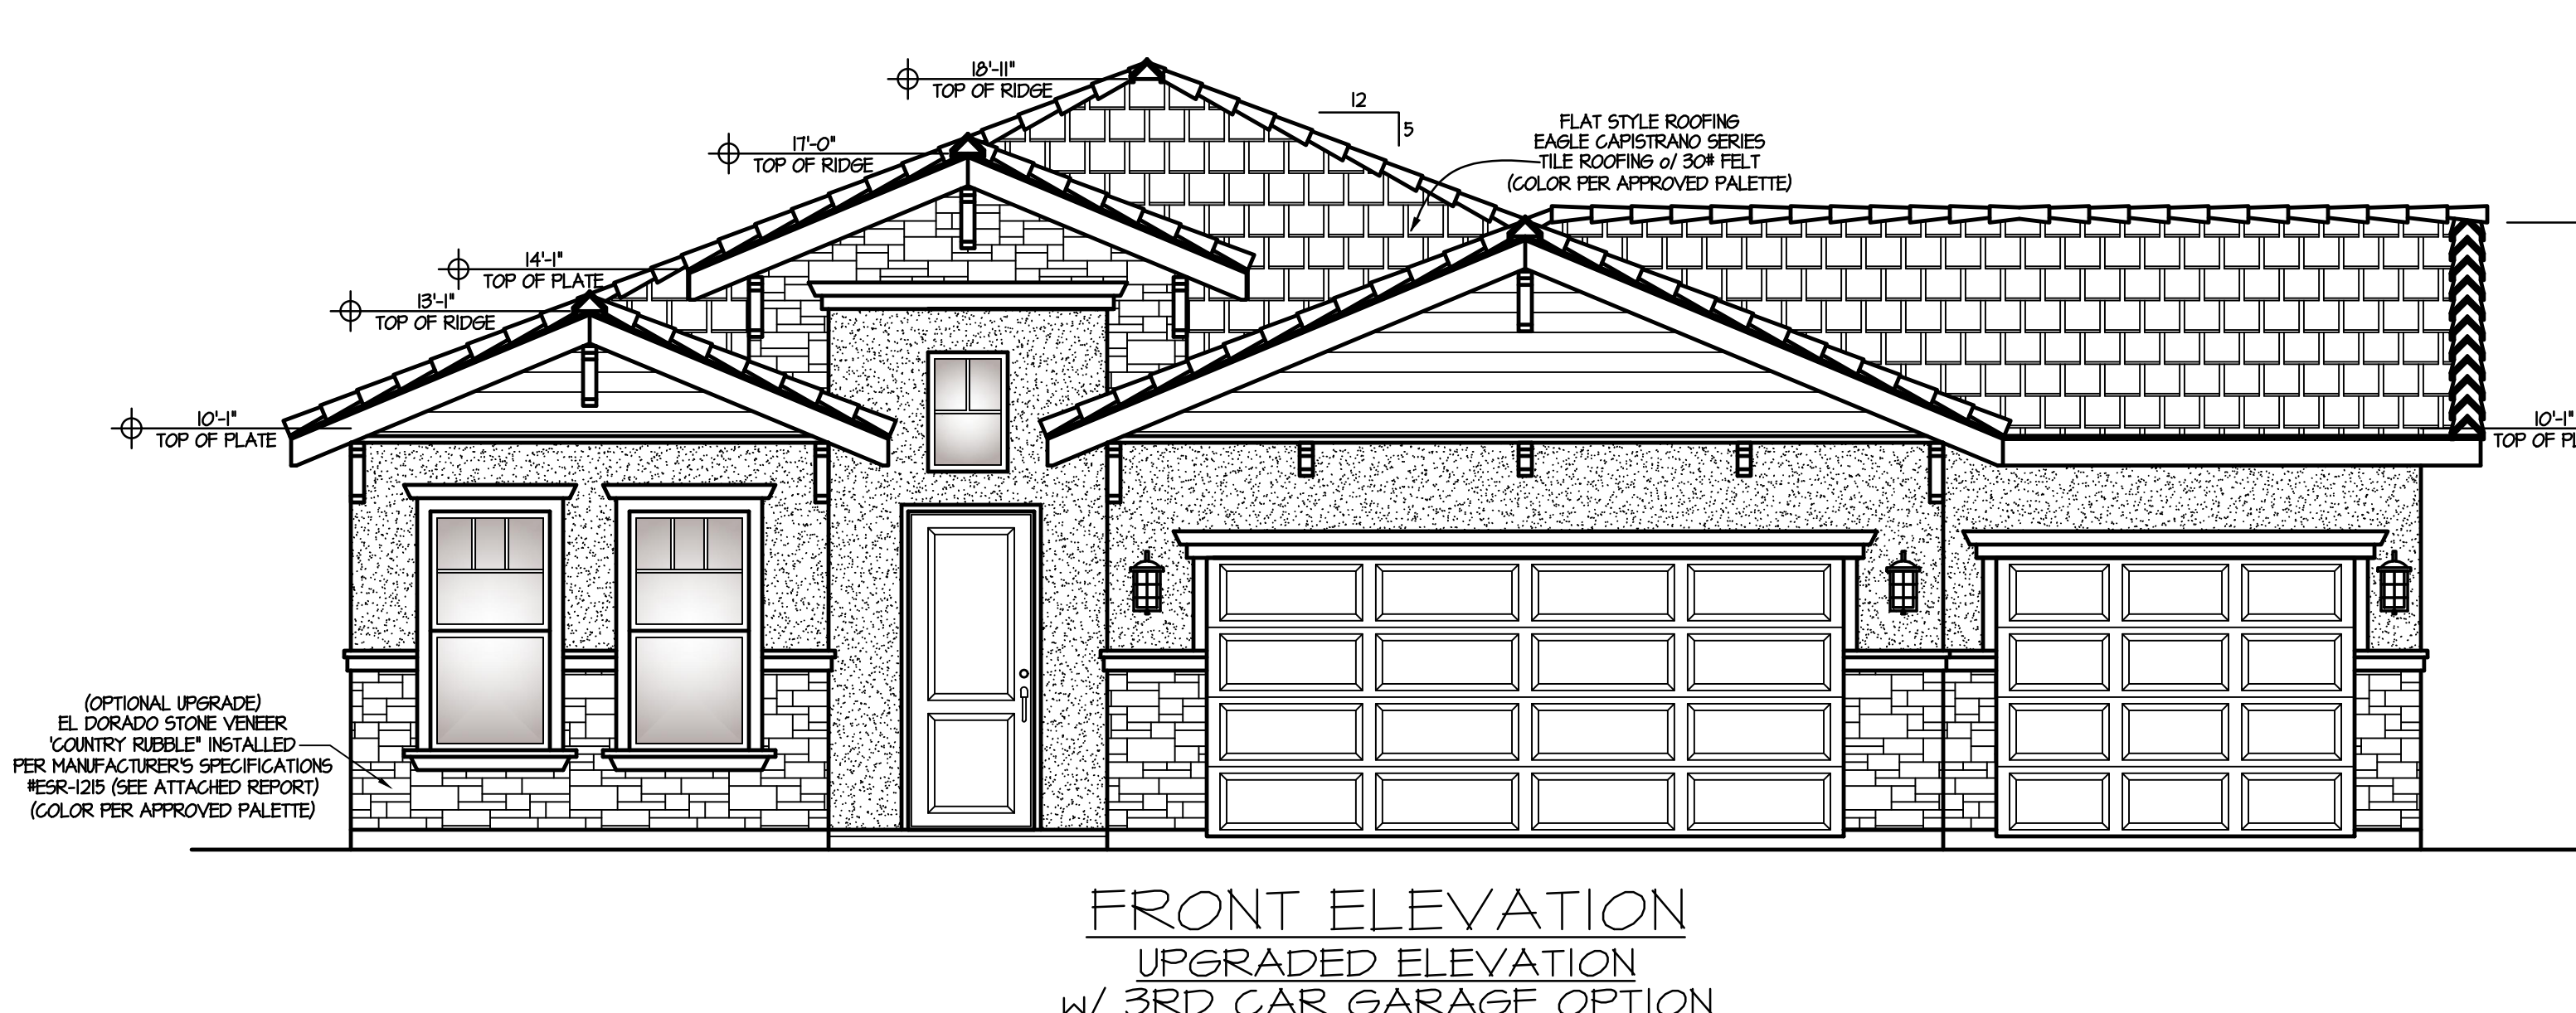 18'-11"
TOP OF RIDGE
17'-0"
TOP OF RIDGE
14'-1"
TOP OF PLATE
13'-1"
TOP OF RIDGE
10'-1"
TOP OF PLATE
12
5
FLAT STYLE ROOFING
EAGLE CAPISTRANO SERIES
TILE ROOFING o/ 30# FELT
(COLOR PER APPROVED PALETTE)
10'-1"
TOP OF PL
(OPTIONAL UPGRADE)
EL DORADO STONE VENEER
'COUNTRY RUBBLE" INSTALLED
PER MANUFACTURER'S SPECIFICATIONS
#ESR-1215 (SEE ATTACHED REPORT)
(COLOR PER APPROVED PALETTE)
FRONT ELEVATION
UPGRADED ELEVATION
W/ 3RD CAR GARAGE OPTION